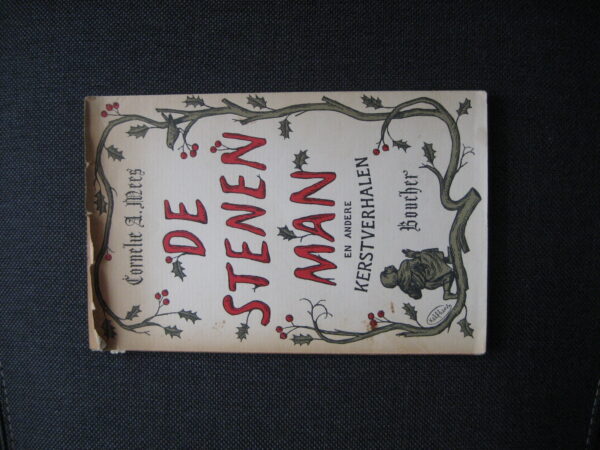 Cornelie A. Mees
DE
STENEN
MAN
EN ANDERE
KERSTVERHALEN
Boucher